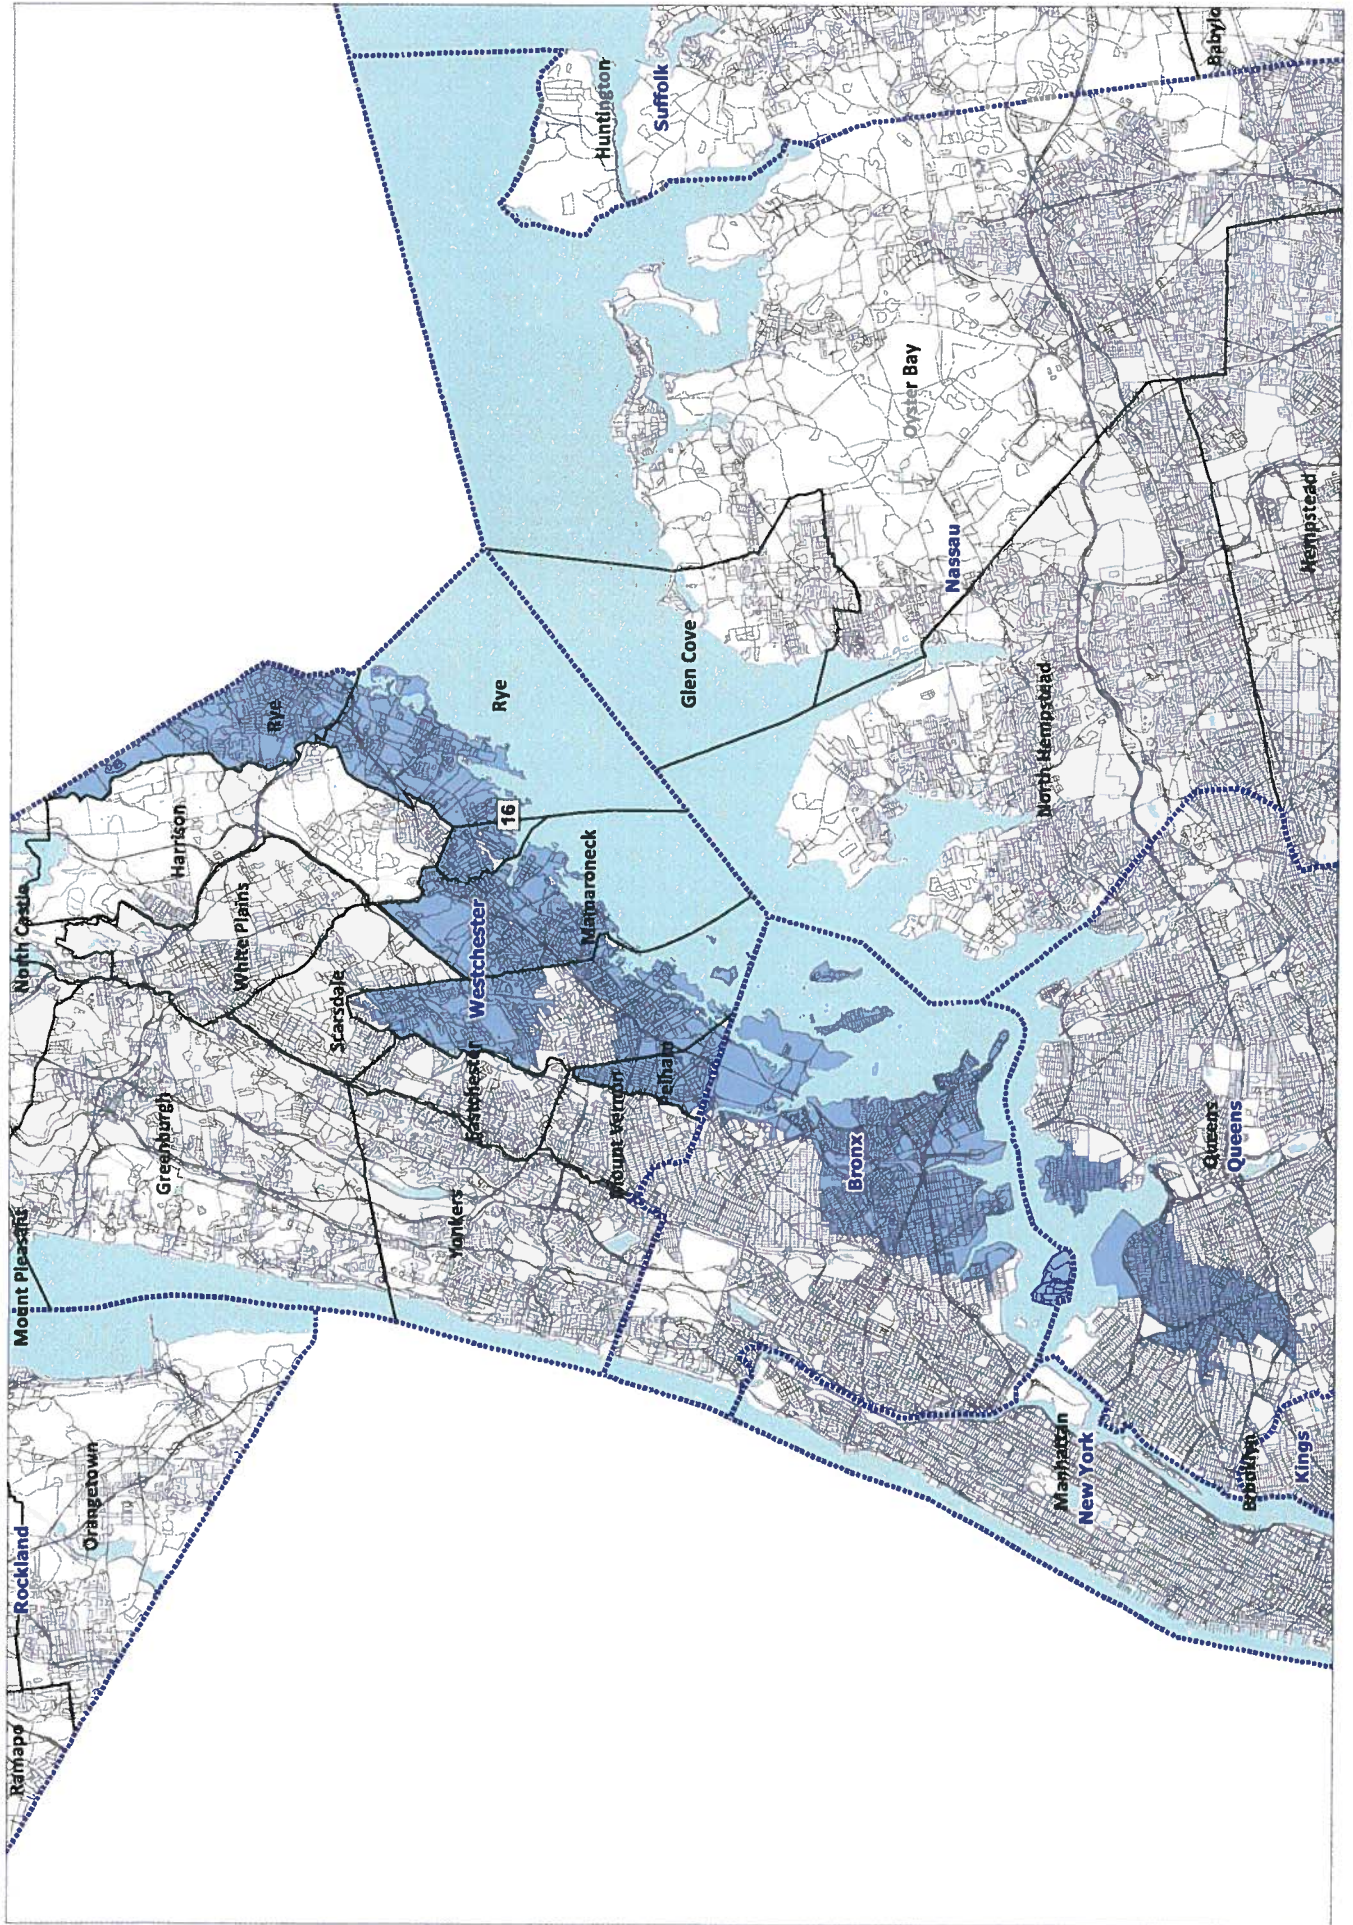 Ramapo
Rockland
Orangetown
Mount Pleasant
Greenburgh
North Castle
White Plains
Harrison
Scarsdale
Rye
Rye
Yonkers
Eastchester
Westchester
16
Mamaroneck
Mount Vernon
Pelham
Glen Cove
Huntington
Suffolk
Oyster Bay
Nassau
North Hempstead
Hempstead
Babylo
Bronx
Manhattan
New York
Queens
Queens
Brooklyn
Kings